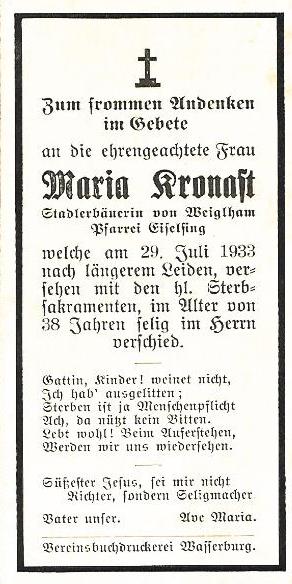 Zum frommen Andenken
im Gebete
an die ehrengeachtete Frau
Maria Kronast
Stadlerbäuerin von Weiglham
Pfarrei Eiselfing
welche am 29. Juli 1933
nach längerem Leiden, ver-
sehen mit den hl. Sterb-
sakramenten, im Alter von
38 Jahren selig im Herrn
verschied.
Gattin, Kinder! weinet nicht,
Ich hab' ausgelitten;
Sterben ist ja Menschenpflicht
Ach, da nützt kein Bitten.
Lebt wohl! Beim Auferstehen,
Werden wir uns wiedersehen.
Süßester Jesus, sei mir nicht
Richter, sondern Seligmacher
Vater unser. Ave Maria.
Vereinsbuchdruckerei Wasserburg.